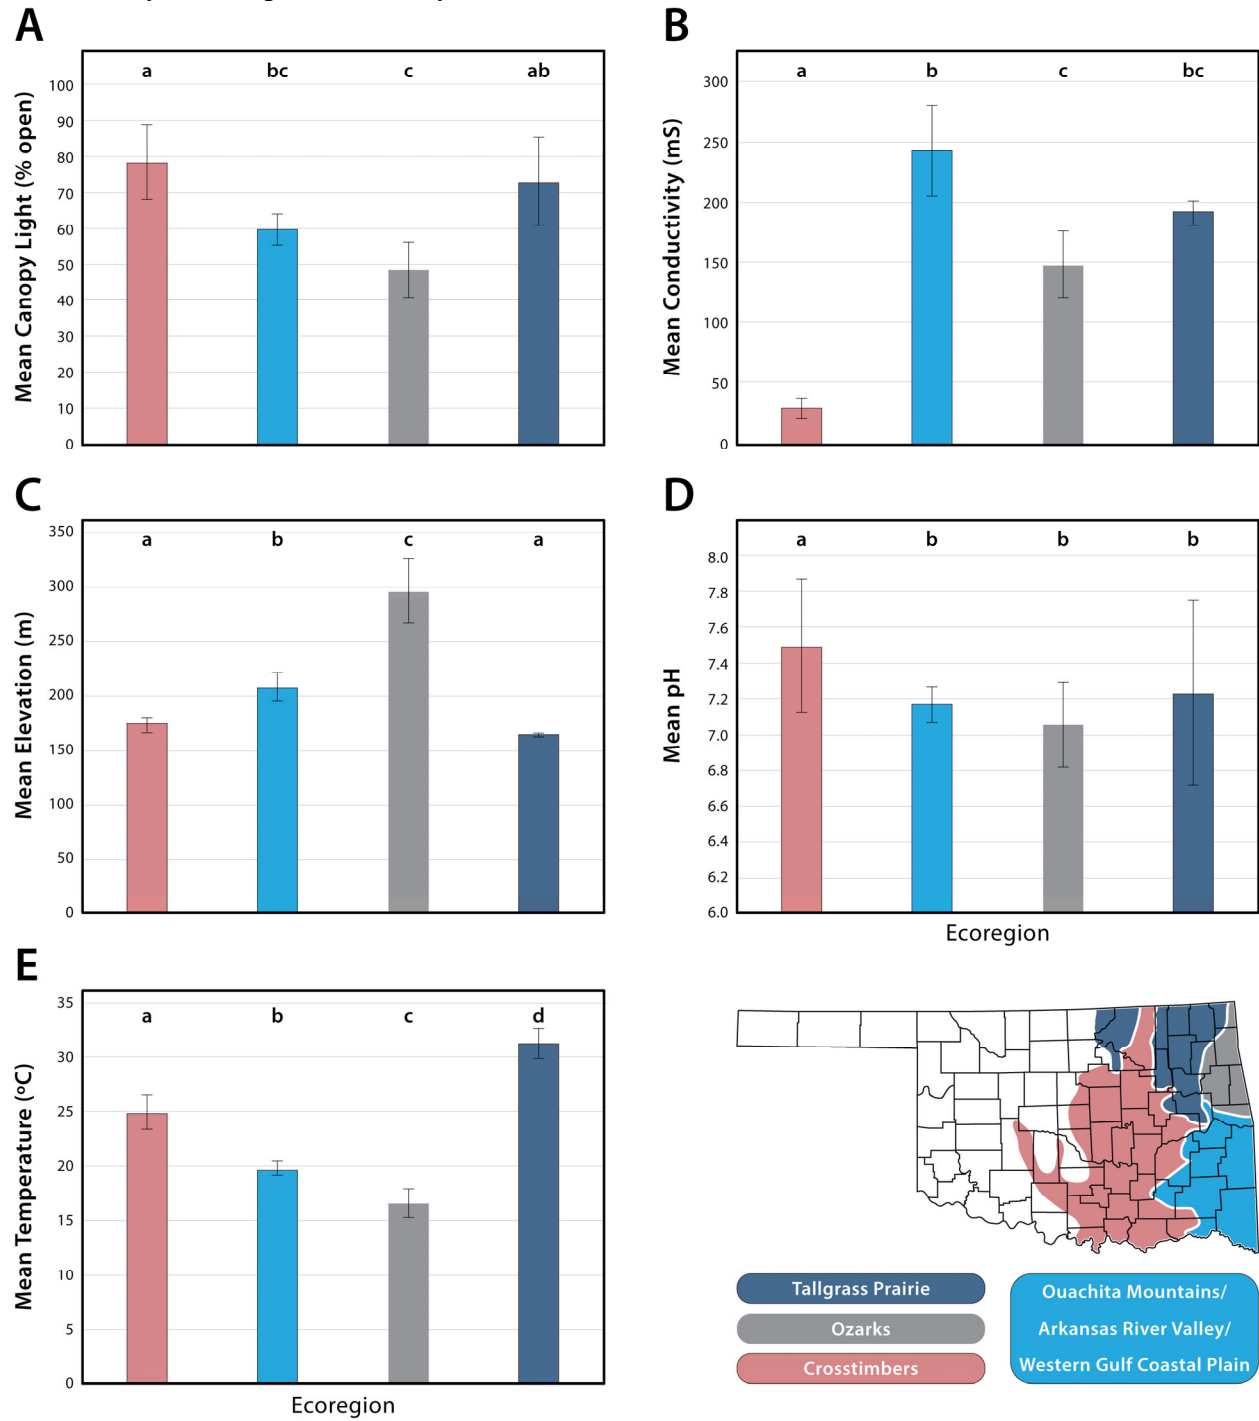 A
Mean Canopy Light (% open)
100
90
80
70
60
50
40
30
20
10
0
a bc c ab
B
Mean Conductivity (mS)
300
250
200
150
100
50
0
a b c bc
C
Mean Elevation (m)
350
300
250
200
150
100
50
0
a b c a
D
Mean pH
8.0
7.8
7.6
7.4
7.2
7.0
6.8
6.6
6.4
6.2
6.0
a b b b
Ecoregion
E
Mean Temperature (ºC)
35
30
25
20
15
10
5
0
a b c d
Ecoregion
Tallgrass Prairie
Ozarks
Crosstimbers
Ouachita Mountains/
Arkansas River Valley/
Western Gulf Coastal Plain